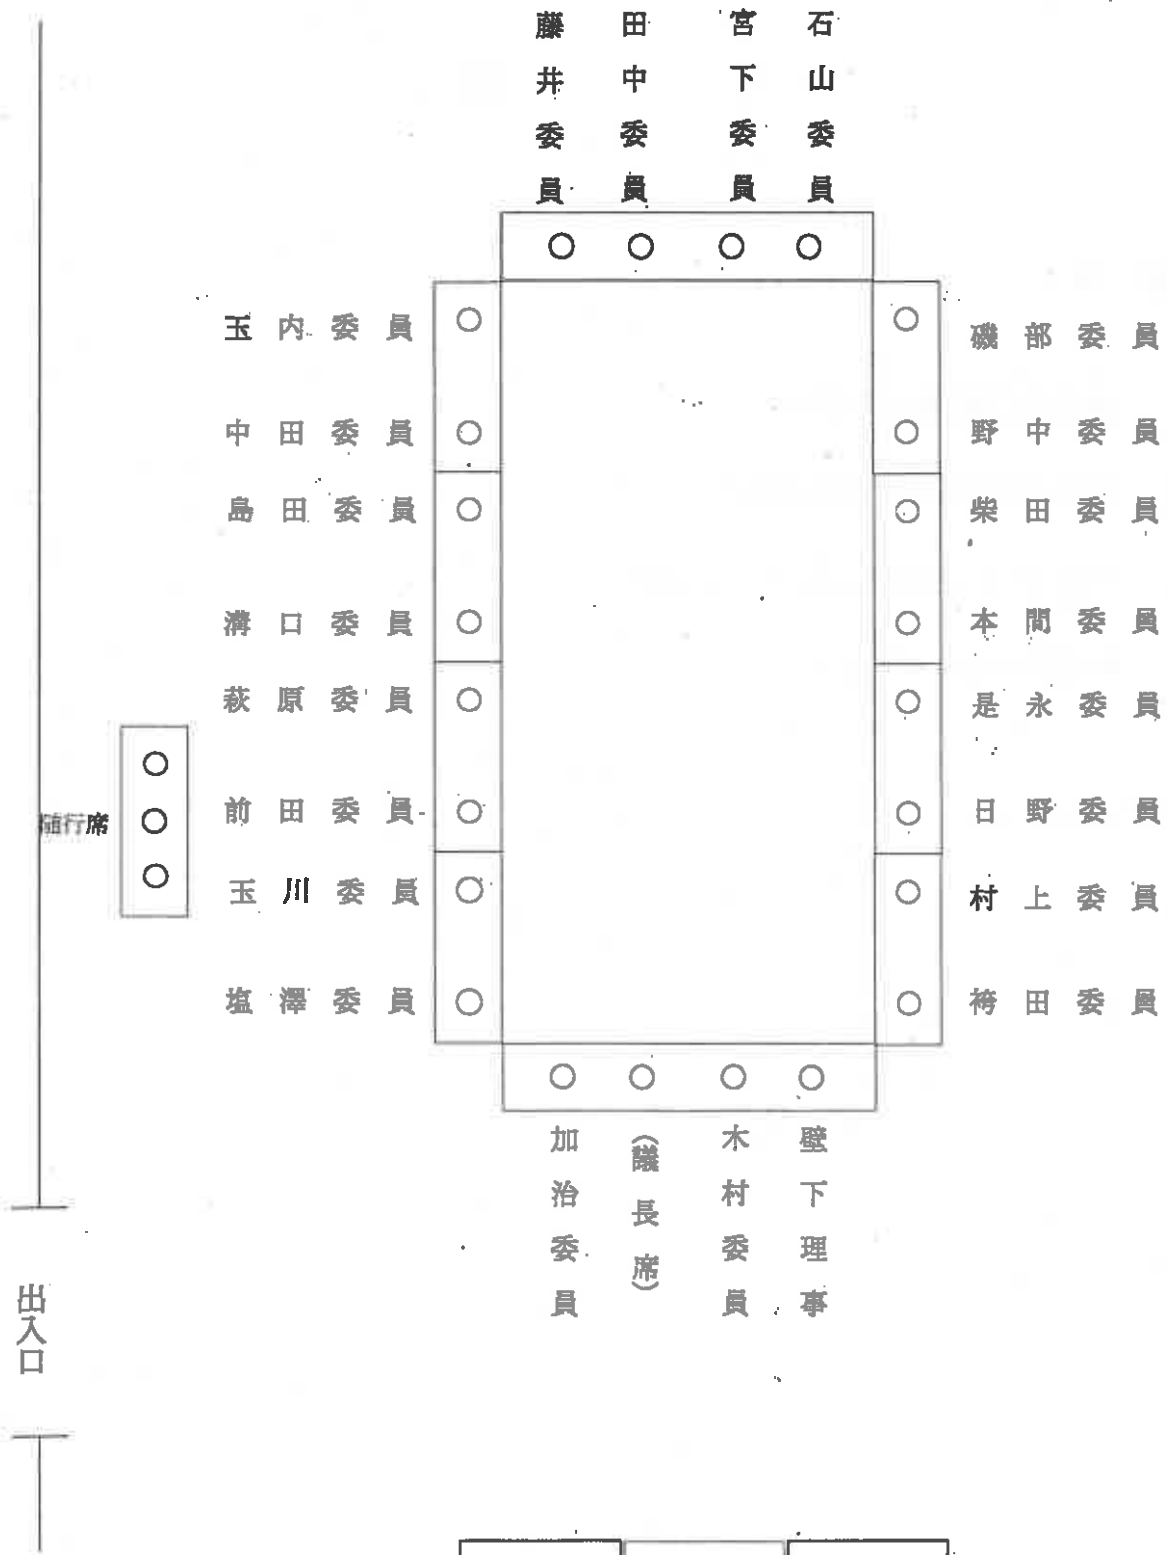 藤井委員
田中委員
宮下委員
石山委員
玉内委員
中田委員
島田委員
溝口委員
萩原委員
前田委員
玉川委員
塩澤委員
磯部委員
野中委員
柴田委員
本間委員
是永委員
日野委員
村上委員
袴田委員
随行席
加治委員
(議長席)
木村委員
壁下理事
出入口